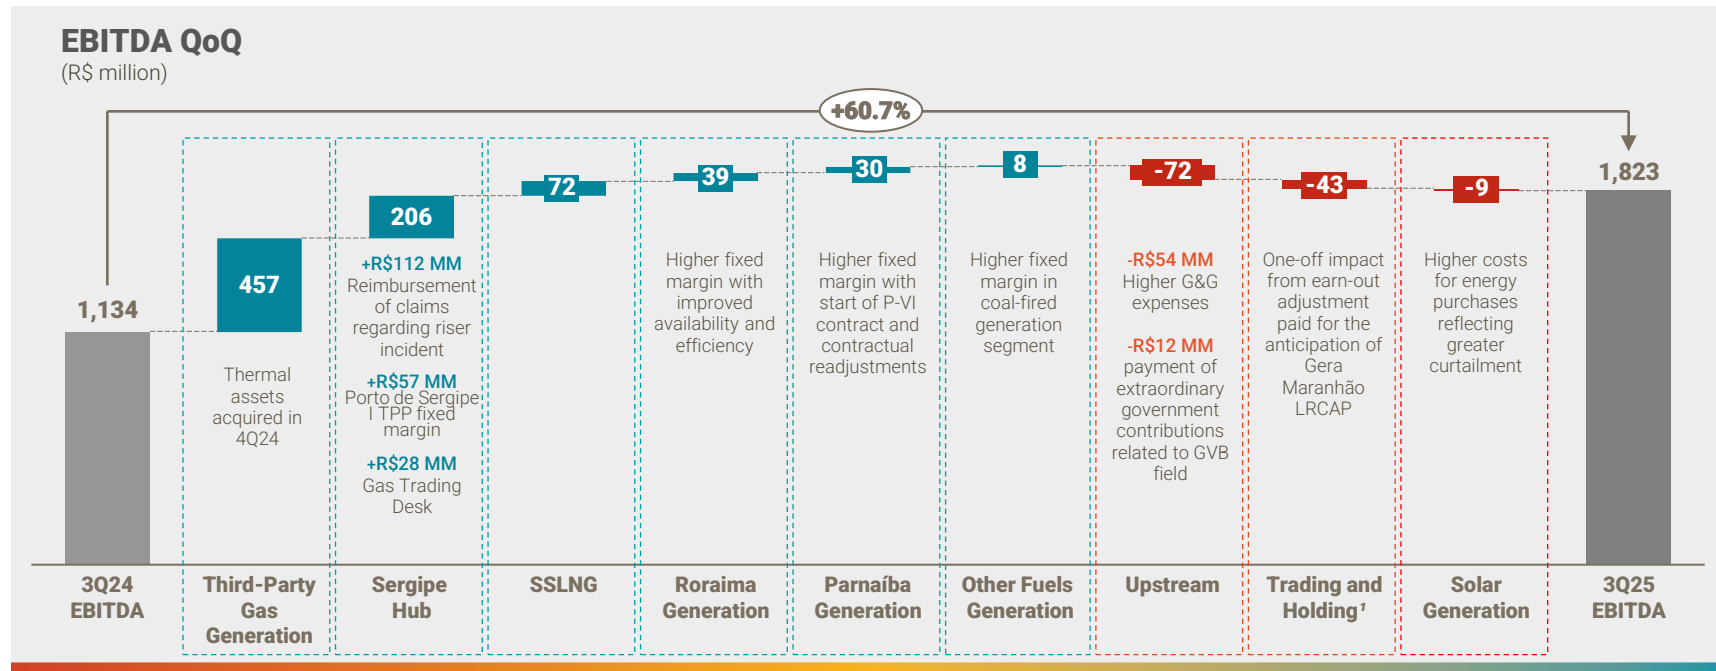 EBITDA QoQ
(R$ million)
+60.7%
1,134
457
Thermal
assets
acquired in
4Q24
206
+R$112 MM
Reimbursement
of claims
regarding riser
incident
+R$57 MM
Porto de Sergipe
I TPP fixed
margin
+R$28 MM
Gas Trading
Desk
72
39
Higher fixed
margin with
improved
availability and
efficiency
30
Higher fixed
margin with
start of P-VI
contract and
contractual
readjustments
8
Higher fixed
margin in
coal-fired
generation
segment
-72
-R$54 MM
Higher G&G
expenses
-R$12 MM
payment of
extraordinary
government
contributions
related to GVB
field
-43
One-off impact
from earn-out
adjustment
paid for the
anticipation of
Gera
Maranhão
LRCAP
-9
Higher costs
for energy
purchases
reflecting
greater
curtailment
1,823
3Q24
EBITDA
Third-Party
Gas
Generation
Sergipe
Hub
SSLNG
Roraima
Generation
Parnaíba
Generation
Other Fuels
Generation
Upstream
Trading and
Holding¹
Solar
Generation
3Q25
EBITDA